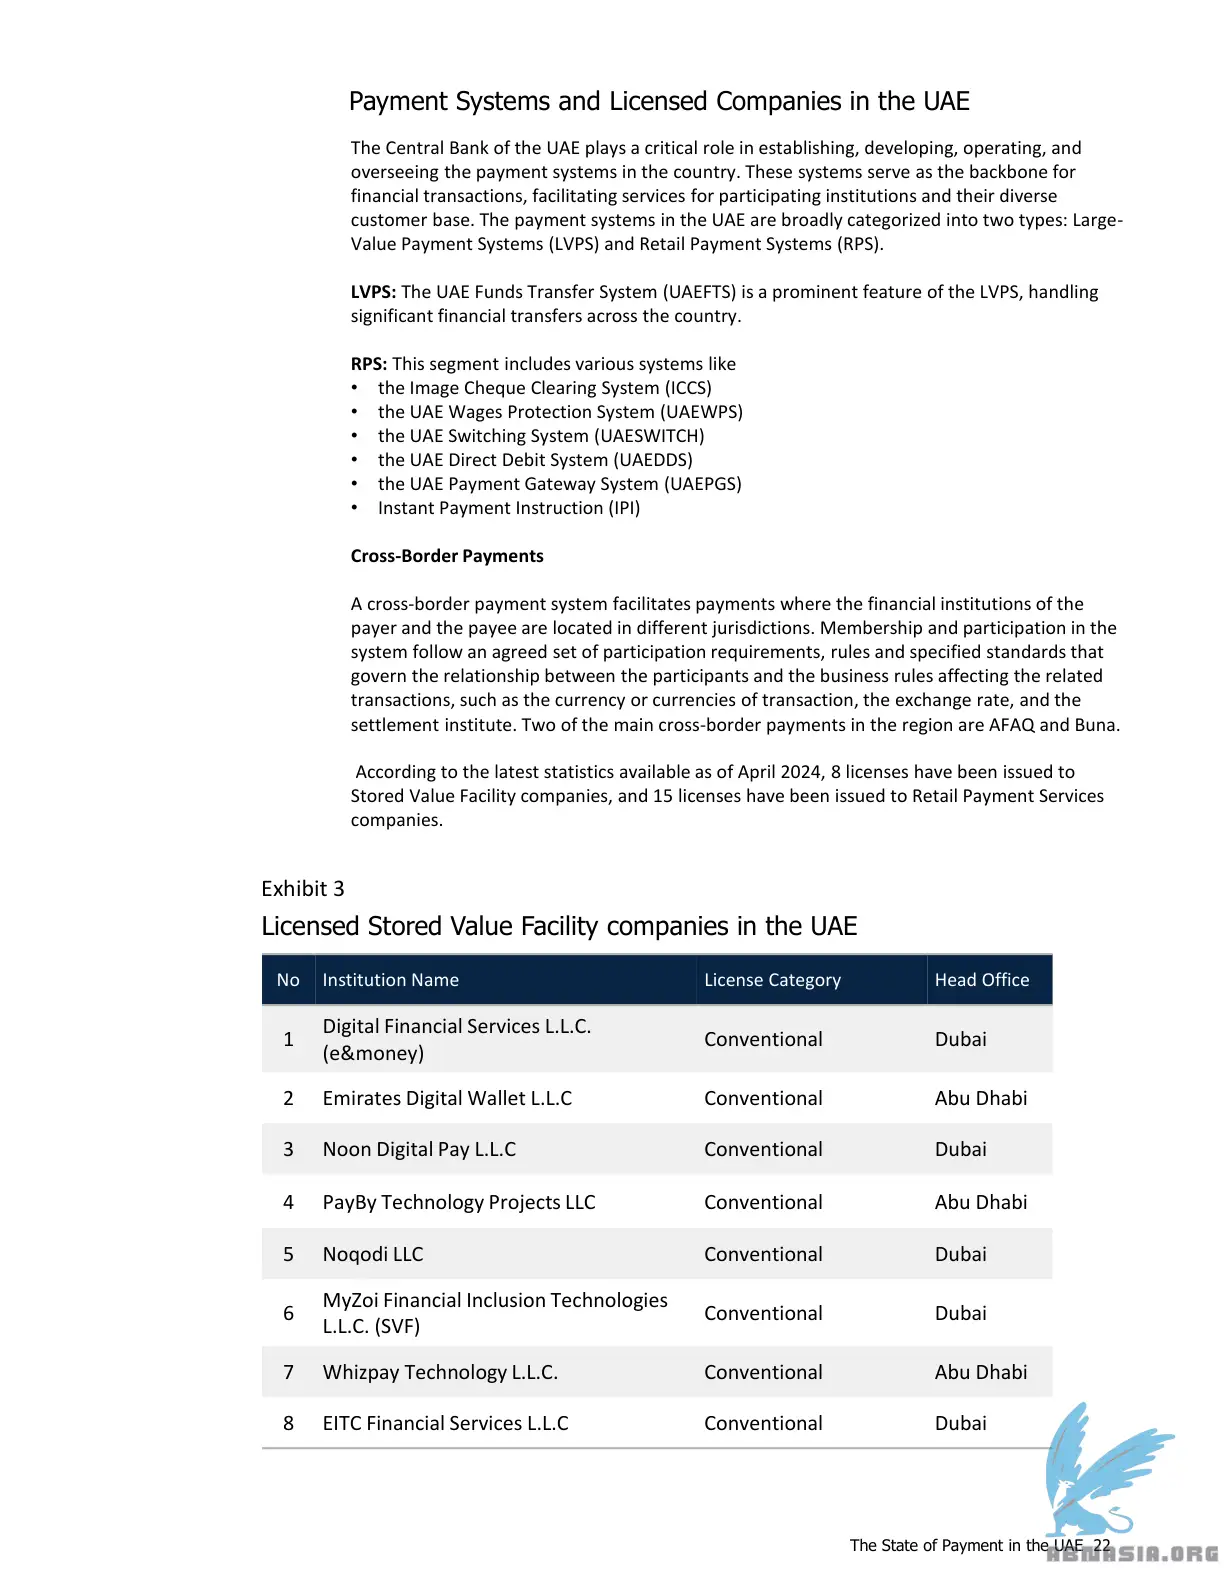 Payment Systems and Licensed Companies in the UAE
The Central Bank of the UAE plays a critical role in establishing, developing, operating, and
overseeing the payment systems in the country. These systems serve as the backbone for
financial transactions, facilitating services for participating institutions and their diverse
customer base. The payment systems in the UAE are broadly categorized into two types: Large-
Value Payment Systems (LVPS) and Retail Payment Systems (RPS).
LVPS: The UAE Funds Transfer System (UAEFTS) is a prominent feature of the LVPS, handling
significant financial transfers across the country.
RPS: This segment includes various systems like
• the Image Cheque Clearing System (ICCS)
• the UAE Wages Protection System (UAEWPS)
• the UAE Switching System (UAESWITCH)
• the UAE Direct Debit System (UAEDDS)
• the UAE Payment Gateway System (UAEPGS)
• Instant Payment Instruction (IPI)
Cross-Border Payments
A cross-border payment system facilitates payments where the financial institutions of the
payer and the payee are located in different jurisdictions. Membership and participation in the
system follow an agreed set of participation requirements, rules and specified standards that
govern the relationship between the participants and the business rules affecting the related
transactions, such as the currency or currencies of transaction, the exchange rate, and the
settlement institute. Two of the main cross-border payments in the region are AFAQ and Buna.
According to the latest statistics available as of April 2024, 8 licenses have been issued to
Stored Value Facility companies, and 15 licenses have been issued to Retail Payment Services
companies.
Exhibit 3
Licensed Stored Value Facility companies in the UAE
No Institution Name License Category Head Office
1 Digital Financial Services L.L.C. (e&money) Conventional Dubai
2 Emirates Digital Wallet L.L.C Conventional Abu Dhabi
3 Noon Digital Pay L.L.C Conventional Dubai
4 PayBy Technology Projects LLC Conventional Abu Dhabi
5 Noqodi LLC Conventional Dubai
6 MyZoi Financial Inclusion Technologies L.L.C. (SVF) Conventional Dubai
7 Whizpay Technology L.L.C. Conventional Abu Dhabi
8 EITC Financial Services L.L.C Conventional Dubai
The State of Payment in the UAE 22
ABNASIA.ORG